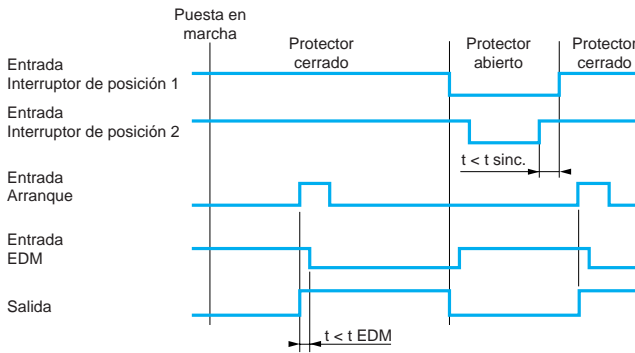 Puesta en
marcha
Protector
cerrado
Protector
abierto
Protector
cerrado
Entrada
Interruptor de posición 1
Entrada
Interruptor de posición 2
t < t sinc.
Entrada
Arranque
Entrada
EDM
Salida
t < t EDM